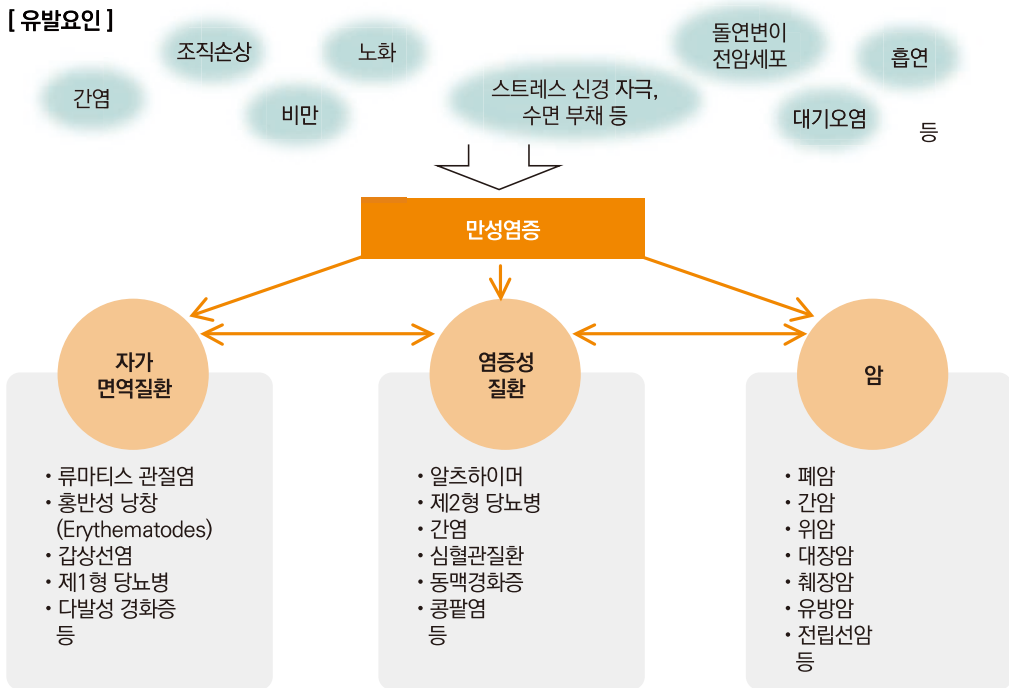 [ 유발요인 ]
간염
조직손상
비만
노화
스트레스 신경 자극,
수면 부채 등
돌연변이
전암세포
대기오염
흡연
등
만성염증
자가
면역질환
· 류마티스 관절염
· 홍반성 낭창
(Erythematodes)
· 갑상선염
· 제1형 당뇨병
· 다발성 경화증
등
염증성
질환
· 알츠하이머
· 제2형 당뇨병
· 간염
· 심혈관질환
· 동맥경화증
· 콩팥염
등
암
· 폐암
· 간암
· 위암
· 대장암
· 췌장암
· 유방암
· 전립선암
등